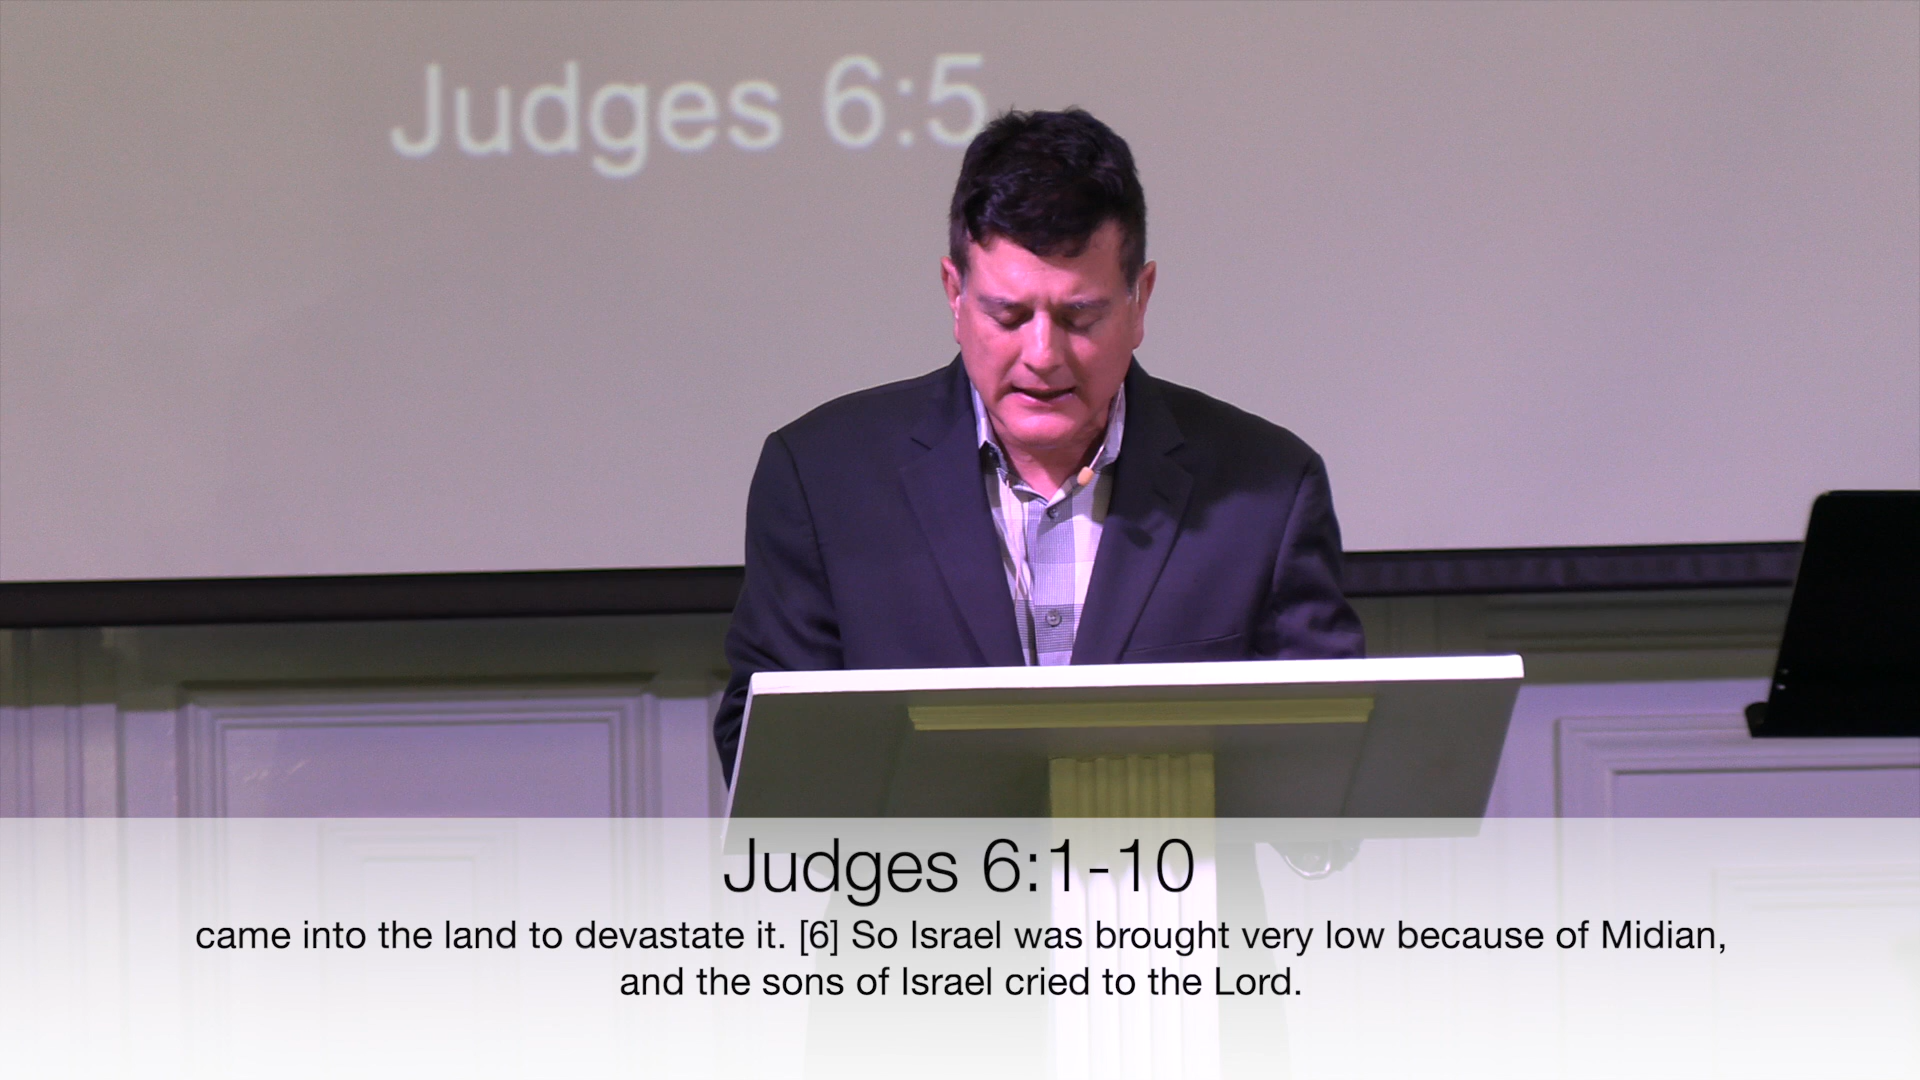 Judges 6:5
Judges 6:1-10
came into the land to devastate it. [6] So Israel was brought very low because of Midian,
and the sons of Israel cried to the Lord.